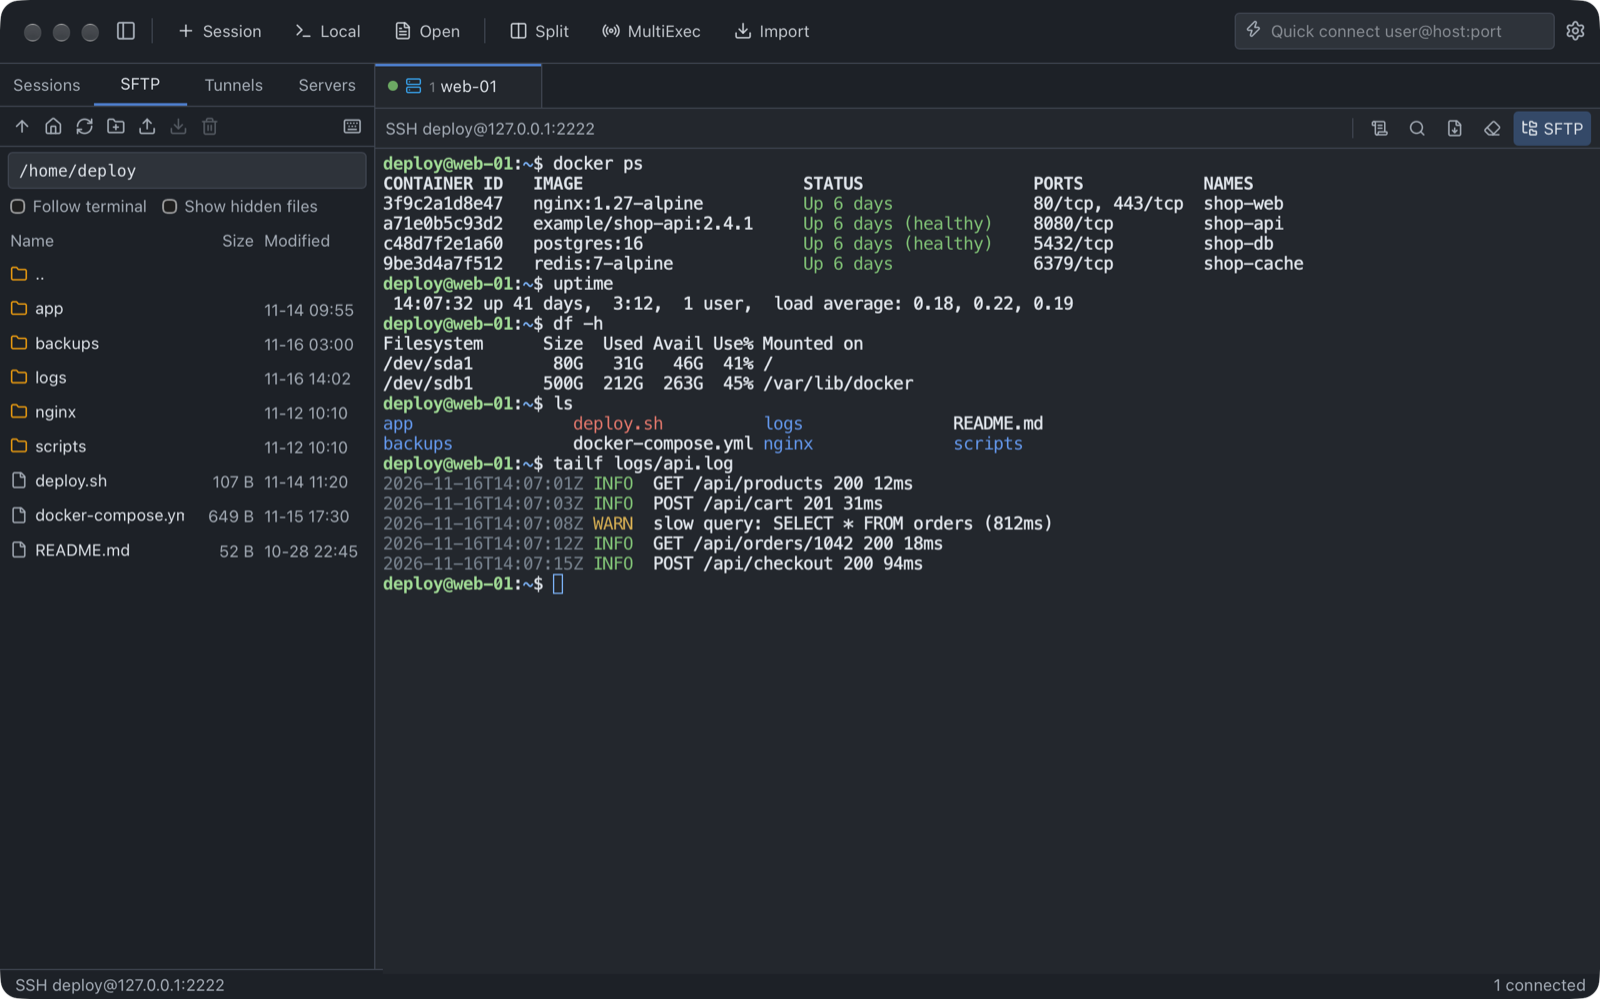 Session Local Open Split MultiExec Import Quick connect user@host:port
Sessions SFTP Tunnels Servers
1 web-01
SSH deploy@127.0.0.1:2222 SFTP
/home/deploy
Follow terminal Show hidden files
Name Size Modified
..
app 11-14 09:55
backups 11-16 03:00
logs 11-16 14:02
nginx 11-12 10:10
scripts 11-12 10:10
deploy.sh 107 B 11-14 11:20
docker-compose.yn 649 B 11-15 17:30
README.md 52 B 10-28 22:45
deploy@web-01:~$ docker ps
CONTAINER ID IMAGE STATUS PORTS NAMES
3f9c2a1d8e47 nginx:1.27-alpine Up 6 days 80/tcp, 443/tcp shop-web
a71e0b5c93d2 example/shop-api:2.4.1 Up 6 days (healthy) 8080/tcp shop-api
c48d7f2e1a60 postgres:16 Up 6 days (healthy) 5432/tcp shop-db
9be3d4a7f512 redis:7-alpine Up 6 days 6379/tcp shop-cache
deploy@web-01:~$ uptime
14:07:32 up 41 days, 3:12, 1 user, load average: 0.18, 0.22, 0.19
deploy@web-01:~$ df -h
Filesystem Size Used Avail Use% Mounted on
/dev/sda1 80G 31G 46G 41% /
/dev/sdb1 500G 212G 263G 45% /var/lib/docker
deploy@web-01:~$ ls
app deploy.sh logs README.md
backups docker-compose.yml nginx scripts
deploy@web-01:~$ tailf logs/api.log
2026-11-16T14:07:01Z INFO GET /api/products 200 12ms
2026-11-16T14:07:03Z INFO POST /api/cart 201 31ms
2026-11-16T14:07:08Z WARN slow query: SELECT * FROM orders (812ms)
2026-11-16T14:07:12Z INFO GET /api/orders/1042 200 18ms
2026-11-16T14:07:15Z INFO POST /api/checkout 200 94ms
deploy@web-01:~$
SSH deploy@127.0.0.1:2222 1 connected